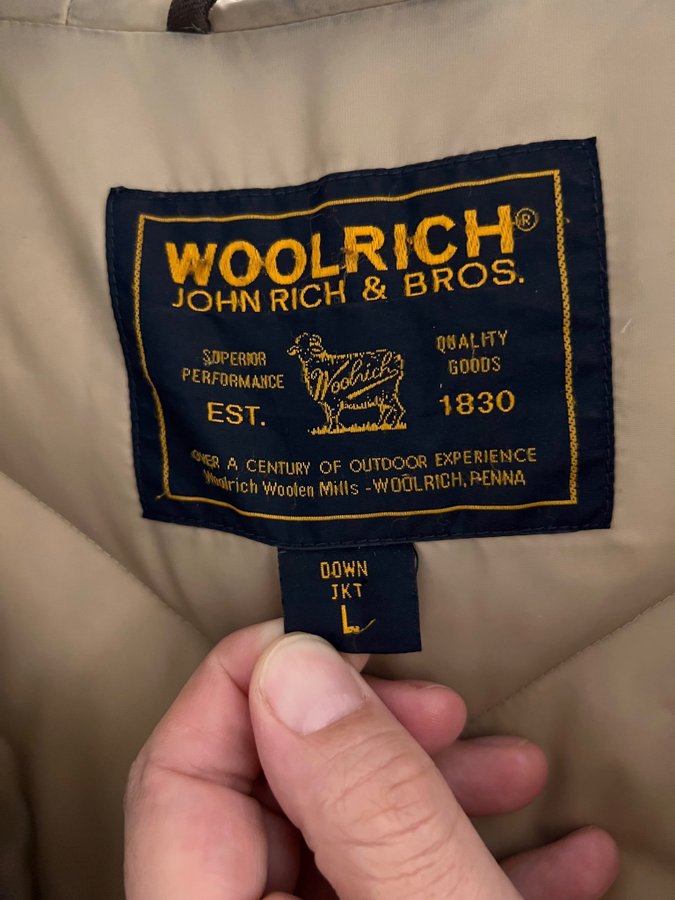 WOOLRICH®
JOHN RICH & BROS.
SUPERIOR
PERFORMANCE
EST.
Woolrich
QUALITY
GOODS
1830
OVER A CENTURY OF OUTDOOR EXPERIENCE
Woolrich Woolen Mills - WOOLRICH, PENNA
DOWN
JKT
L